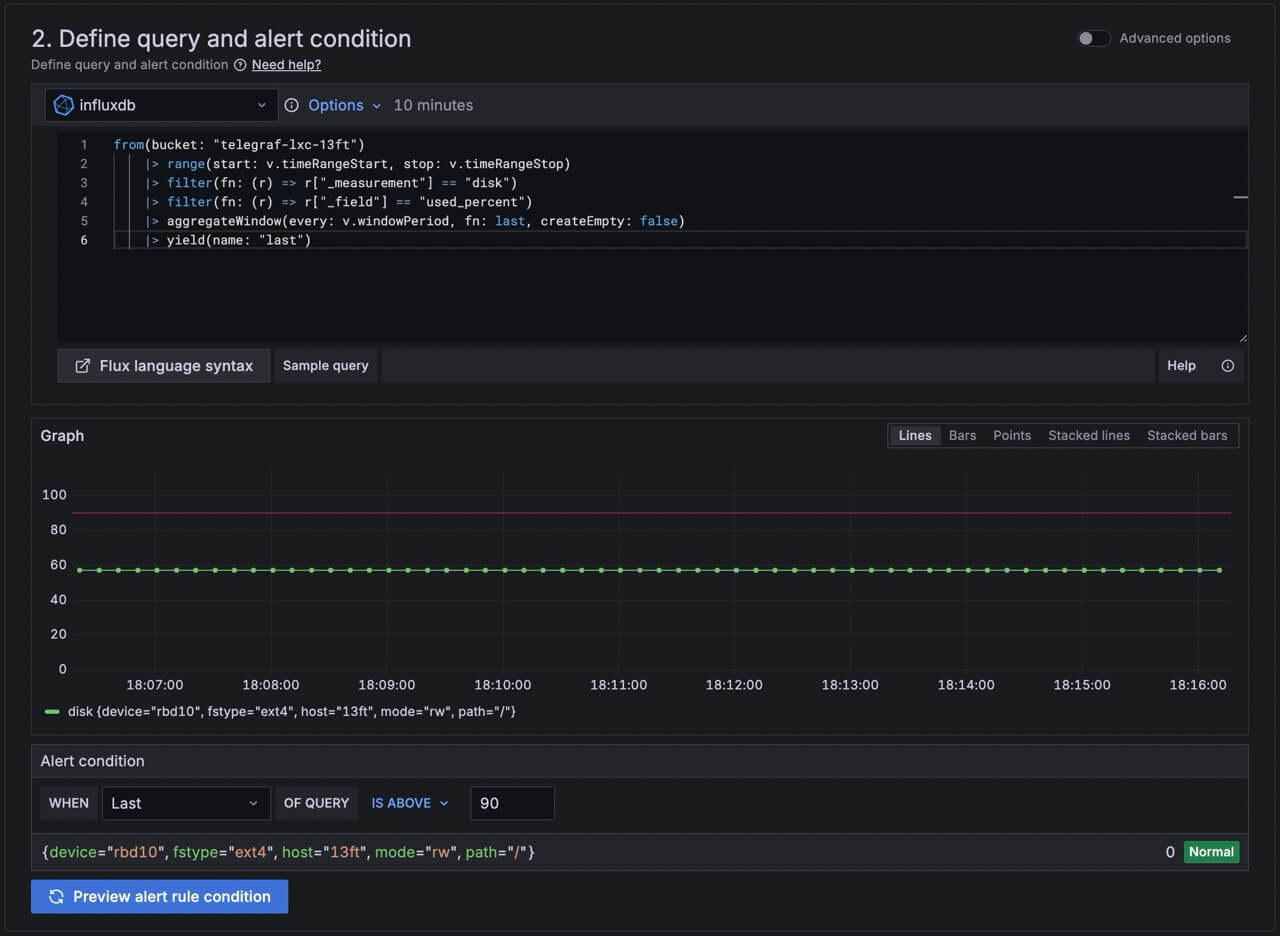 2. Define query and alert condition
Advanced options
Define query and alert condition Need help?
influxdb Options 10 minutes
1 from(bucket: "telegraf-lxc-13ft")
2 |> range(start: v.timeRangeStart, stop: v.timeRangeStop)
3 |> filter(fn: (r) => r["_measurement"] == "disk")
4 |> filter(fn: (r) => r["_field"] == "used_percent")
5 |> aggregateWindow(every: v.windowPeriod, fn: last, createEmpty: false)
6 |> yield(name: "last")
Flux language syntax Sample query Help
Graph Lines Bars Points Stacked lines Stacked bars
100
80
60
40
20
0
18:07:00 18:08:00 18:09:00 18:10:00 18:11:00 18:12:00 18:13:00 18:14:00 18:15:00 18:16:00
disk {device="rbd10", fstype="ext4", host="13ft", mode="rw", path="/"}
Alert condition
WHEN Last OF QUERY IS ABOVE 90
{device="rbd10", fstype="ext4", host="13ft", mode="rw", path="/"} 0 Normal
Preview alert rule condition